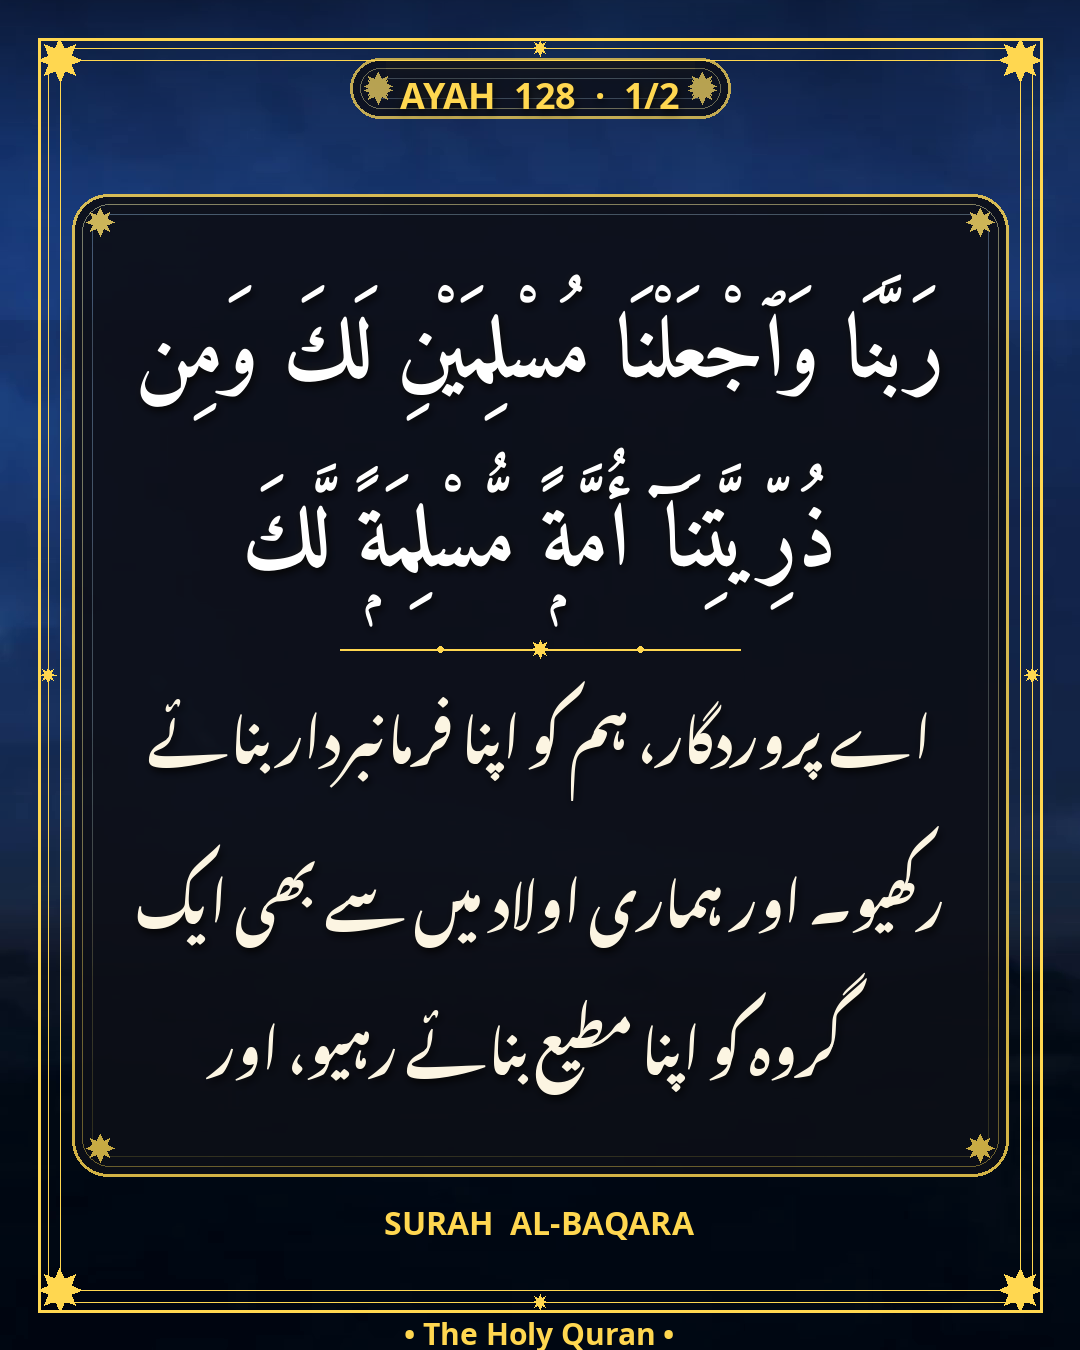 AYAH 128 · 1/2
رَبَّنَا وَٱجْعَلْنَا مُسْلِمَيْنِ لَكَ وَمِن
ذُرِّيَّتِنَآ أُمَّةًۭ مُّسْلِمَةًۭ لَّكَ
اے پروردگار، ہم کو اپنا فرمانبردار بنائے
رکھیو۔ اور ہماری اولاد میں سے بھی ایک
گروہ کو اپنا مطیع بنائے رہیو، اور
SURAH AL-BAQARA
• The Holy Quran •